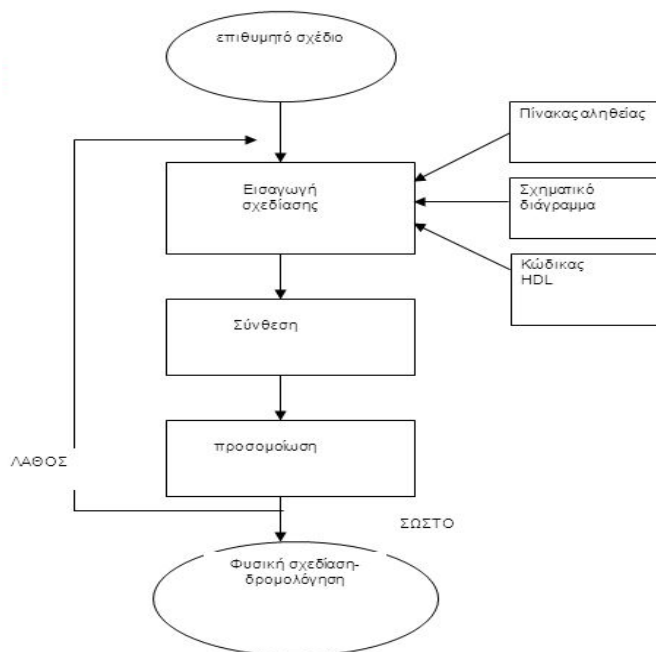 επιθυμητό σχέδιο
Πίνακας αληθείας
Εισαγωγή
σχεδίασης
Σχηματικό
διάγραμμα
Κώδικας
HDL
Σύνθεση
προσομοίωση
ΛΑΘΟΣ
ΣΩΣΤΟ
Φυσική σχεδίαση-
δρομολόγηση